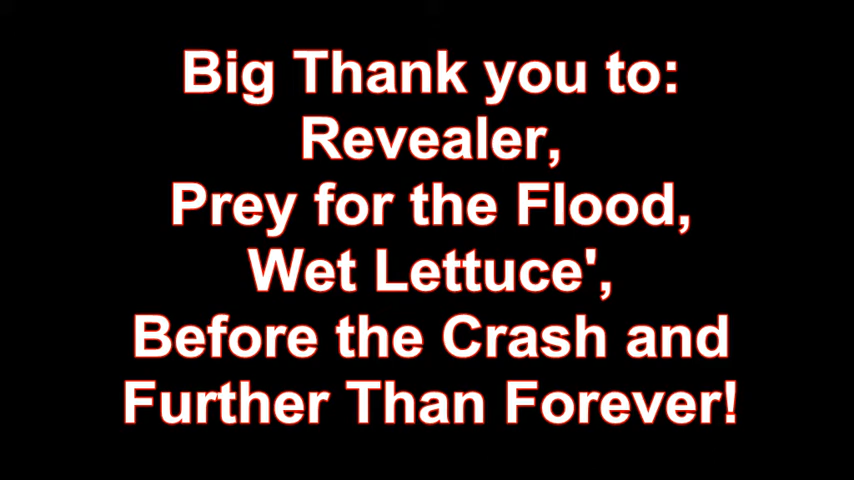 Big Thank you to:
Revealer,
Prey for the Flood,
Wet Lettuce',
Before the Crash and
Further Than Forever!